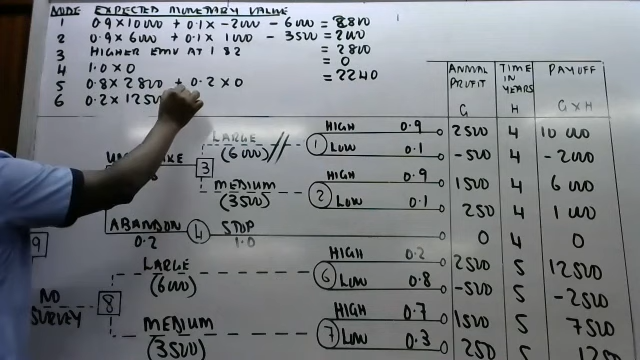 NODE EXPECTED MONETARY VALUE
1 0.9×10000 + 0.1× -2000 - 6000 = 2800
2 0.9×6000 + 0.1× 1000 - 3500 = 2000
3 HIGHER EMV AT 1 & 2 = 2800
4 1.0×0 = 0
5 0.8×2800 + 0.2×0 = 2240
6 0.2×1250
ANNUAL PROFIT G TIME IN YEARS H PAYOFF G×H
LARGE (6000) 1 HIGH 0.9 2500 4 10000
LOW 0.1 -500 4 -2000
3
MEDIUM (3500) 2 HIGH 0.9 1500 4 6000
LOW 0.1 250 4 1000
ABANDON 0.2 4 STOP 1.0 0 4 0
9
LARGE (6000) 6 HIGH 0.2 2500 5 12500
LOW 0.8 -500 5 -2500
NO SURVEY 8
MEDIUM (3500) 7 HIGH 0.7 1500 5 7500
LOW 0.3 250 5